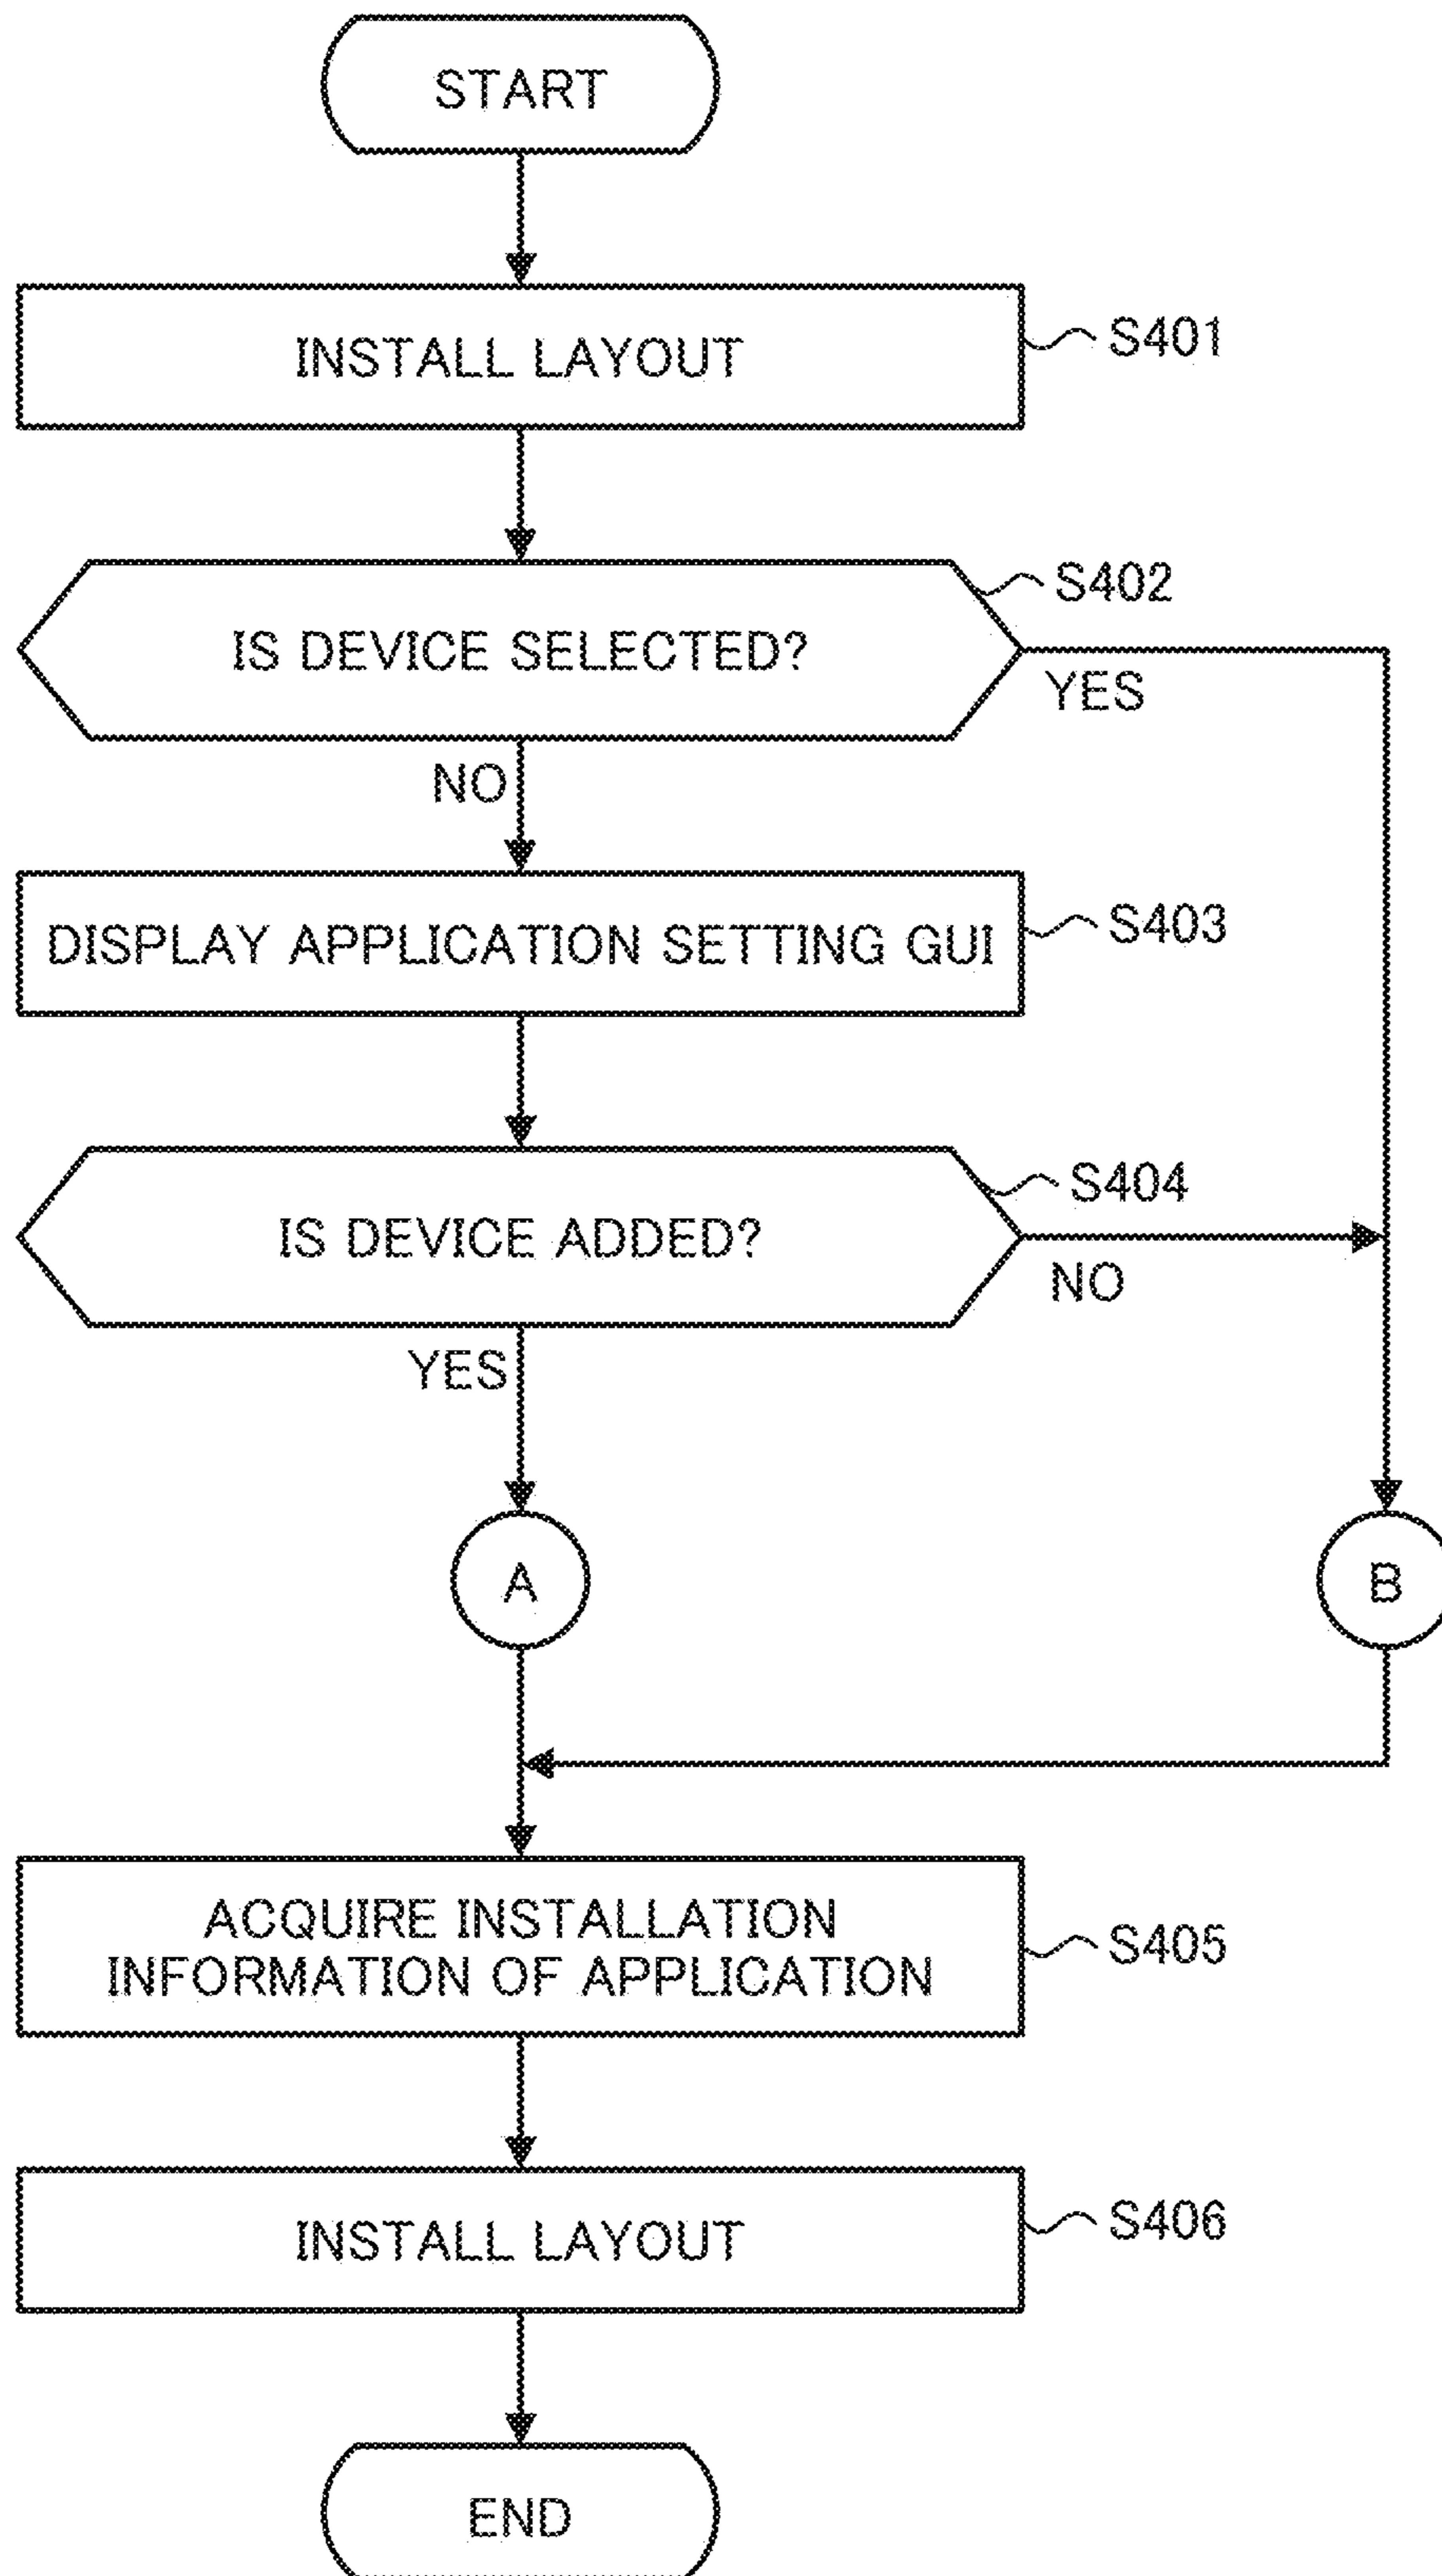 START
INSTALL LAYOUT
S401
S402
IS DEVICE SELECTED?
YES
NO
DISPLAY APPLICATION SETTING GUI
S403
S404
IS DEVICE ADDED?
NO
YES
A
B
ACQUIRE INSTALLATION
INFORMATION OF APPLICATION
S405
INSTALL LAYOUT
S406
END